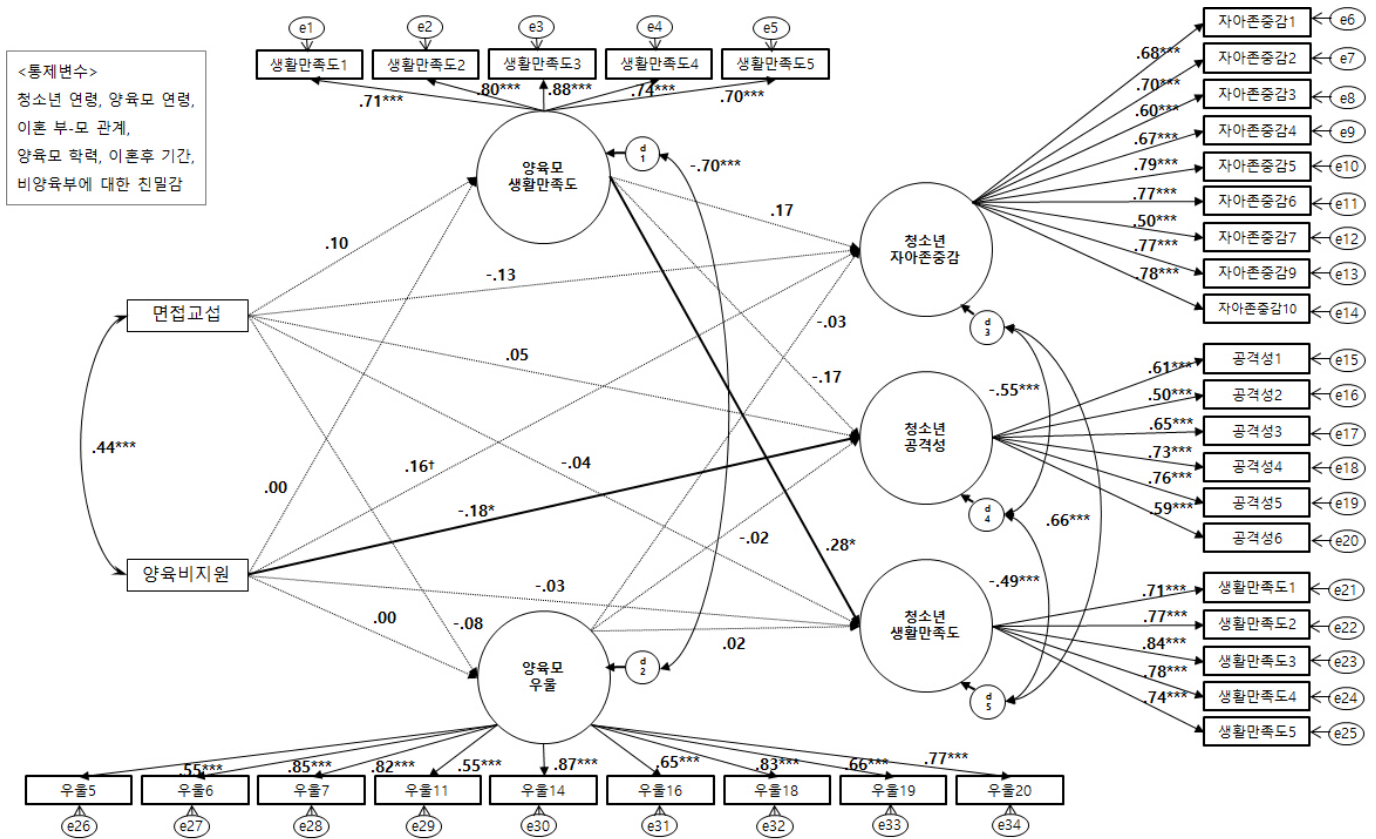 e1
e2
e3
e4
e5
생활만족도1
생활만족도2
생활만족도3
생활만족도4
생활만족도5
.71***
.80***
.88***
.74***
.70***
<통제변수>
청소년 연령, 양육모 연령,
이혼 부-모 관계,
양육모 학력, 이혼후 기간,
비양육부에 대한 친밀감
양육모
생활만족도
d
1
-.70***
면접교섭
.44***
양육비지원
.10
-.13
.05
-.04
-.08
.00
.16†
-.18*
-.03
.00
.17
-.17
.28*
-.03
-.02
.02
양육모
우울
d
2
청소년
자아존중감
d
3
청소년
공격성
d
4
청소년
생활만족도
d
5
-.55***
-.49***
.66***
.68***
자아존중감1
e6
.70***
자아존중감2
e7
.60***
자아존중감3
e8
.67***
자아존중감4
e9
.79***
자아존중감5
e10
.77***
자아존중감6
e11
.50***
자아존중감7
e12
.77***
자아존중감9
e13
.78***
자아존중감10
e14
.61***
공격성1
e15
.50***
공격성2
e16
.65***
공격성3
e17
.73***
공격성4
e18
.76***
공격성5
e19
.59***
공격성6
e20
.71***
생활만족도1
e21
.77***
생활만족도2
e22
.84***
생활만족도3
e23
.78***
생활만족도4
e24
.74***
생활만족도5
e25
.55***
.85***
.82***
.55***
.87***
.65***
.83***
.66***
.77***
우울5
우울6
우울7
우울11
우울14
우울16
우울18
우울19
우울20
e26
e27
e28
e29
e30
e31
e32
e33
e34